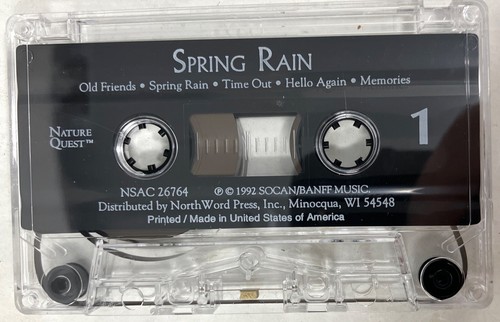 SPRING RAIN
Old Friends • Spring Rain • Time Out • Hello Again • Memories
NATURE
QUEST™
1
NSAC 26764
℗ © 1992 SOCAN/BANFF MUSIC.
Distributed by NorthWord Press, Inc., Minocqua, WI 54548
Printed / Made in United States of America